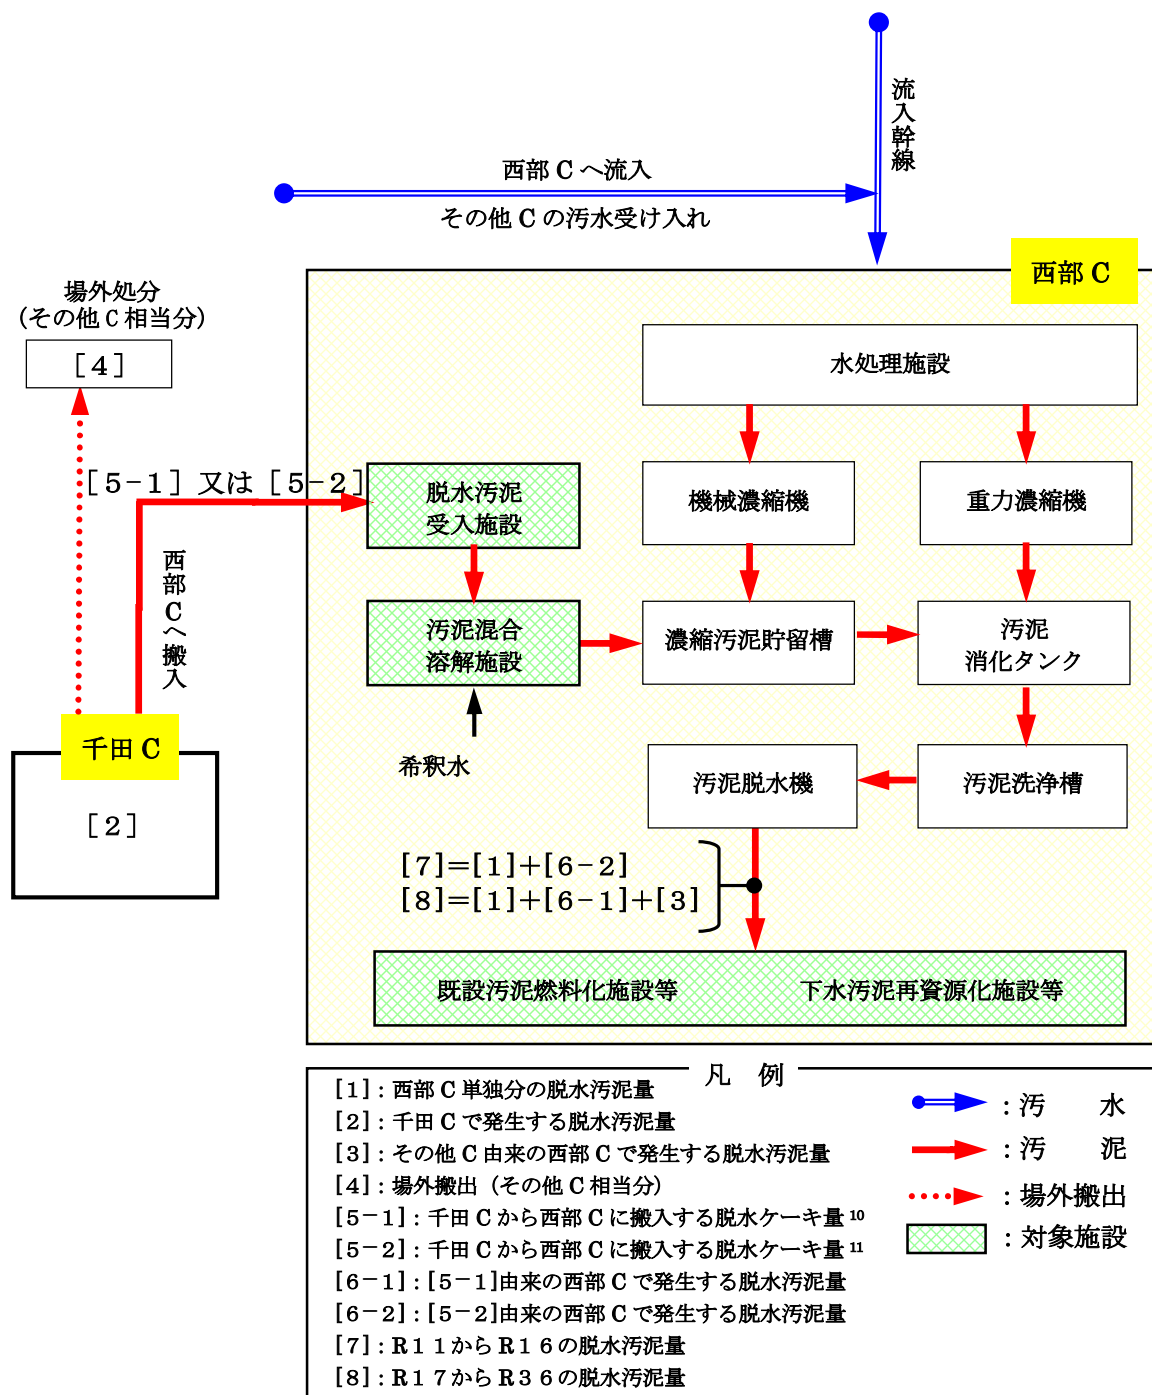 流入幹線
西部Cへ流入
その他Cの汚水受け入れ
西部C
場外処分
(その他C相当分)
[4]
水処理施設
[5-1]又は[5-2]
脱水汚泥
受入施設
機械濃縮機
重力濃縮機
西部Cへ搬入
汚泥混合
溶解施設
濃縮汚泥貯留槽
汚泥
消化タンク
千田C
[2]
希釈水
汚泥脱水機
汚泥洗浄槽
[7]=[1]+[6-2]
[8]=[1]+[6-1]+[3]
既設汚泥燃料化施設等
下水汚泥再資源化施設等
凡 例
[1]:西部C単独分の脱水汚泥量
[2]:千田Cで発生する脱水汚泥量
[3]:その他C由来の西部Cで発生する脱水汚泥量
[4]:場外搬出(その他C相当分)
[5-1]:千田Cから西部Cに搬入する脱水ケーキ量10
[5-2]:千田Cから西部Cに搬入する脱水ケーキ量11
[6-1]:[5-1]由来の西部Cで発生する脱水汚泥量
[6-2]:[5-2]由来の西部Cで発生する脱水汚泥量
[7]:R11からR16の脱水汚泥量
[8]:R17からR36の脱水汚泥量
:汚 水
:汚 泥
:場外搬出
:対象施設